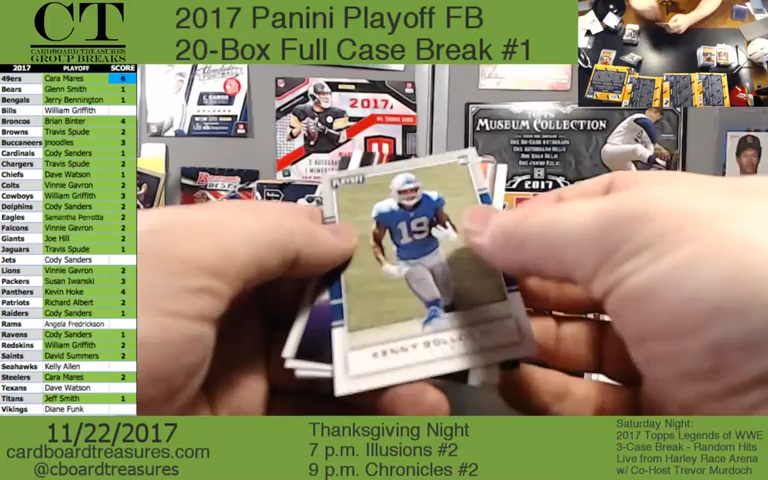 CT
CARDBOARD TREASURES
GROUP BREAKS
2017 Panini Playoff FB
20-Box Full Case Break #1
2017 PLAYOFF SCORE
49ers Cara Mares 6
Bears Glenn Smith 1
Bengals Jerry Bennington 1
Bills William Griffith
Broncos Brian Binter 4
Browns Travis Spude 2
Buccaneers Jnoodles 3
Cardinals Cody Sanders 1
Chargers Travis Spude 2
Chiefs Dave Watson 1
Colts Vinnie Gavron 2
Cowboys William Griffith 3
Dolphins Cody Sanders 2
Eagles Samantha Perrotta 2
Falcons Vinnie Gavron 2
Giants Joe Hill 2
Jaguars Travis Spude 1
Jets Cody Sanders
Lions Vinnie Gavron 2
Packers Susan Iwanski 3
Panthers Kevin Hoke 4
Patriots Richard Albert 2
Raiders Cody Sanders 1
Rams Angela Fredrickson
Ravens Cody Sanders 1
Redskins William Griffith 2
Saints David Summers 2
Seahawks Kelly Allen
Steelers Cara Mares 2
Texans Dave Watson
Titans Jeff Smith 1
Vikings Diane Funk
2017
TOPPS
MUSEUM COLLECTION
2017
BOWMAN'S
BEST
PLAYOFF
19
KENNY
11/22/2017
cardboardtreasures.com
@cboardtreasures
Thanksgiving Night
7 p.m. Illusions #2
9 p.m. Chronicles #2
Saturday Night:
2017 Topps Legends of WWE
3-Case Break - Random Hits
Live from Harley Race Arena
w/ Co-Host Trevor Murdoch